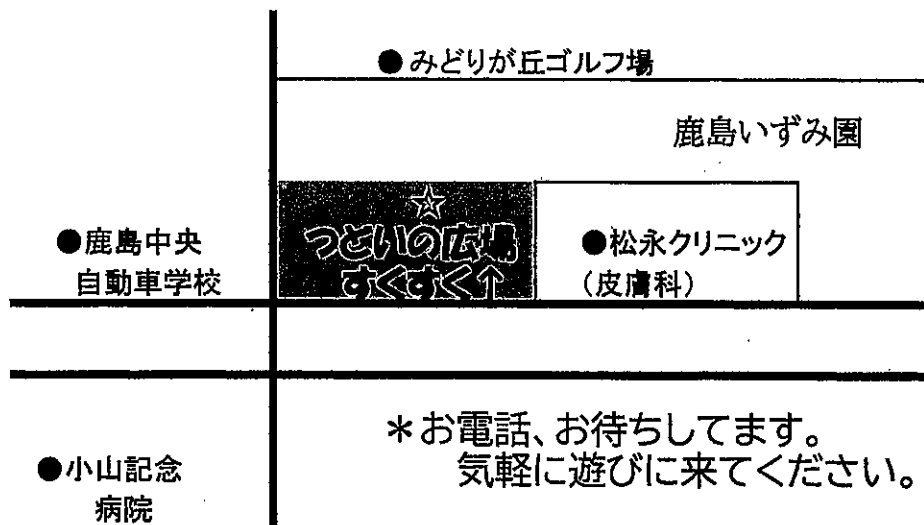 ●みどりが丘ゴルフ場
鹿島いずみ園
つどいの広場
すくすく↑
●鹿島中央
自動車学校
●松永クリニック
(皮膚科)
＊お電話、お待ちしてます。
気軽に遊びに来てください。
●小山記念
病院